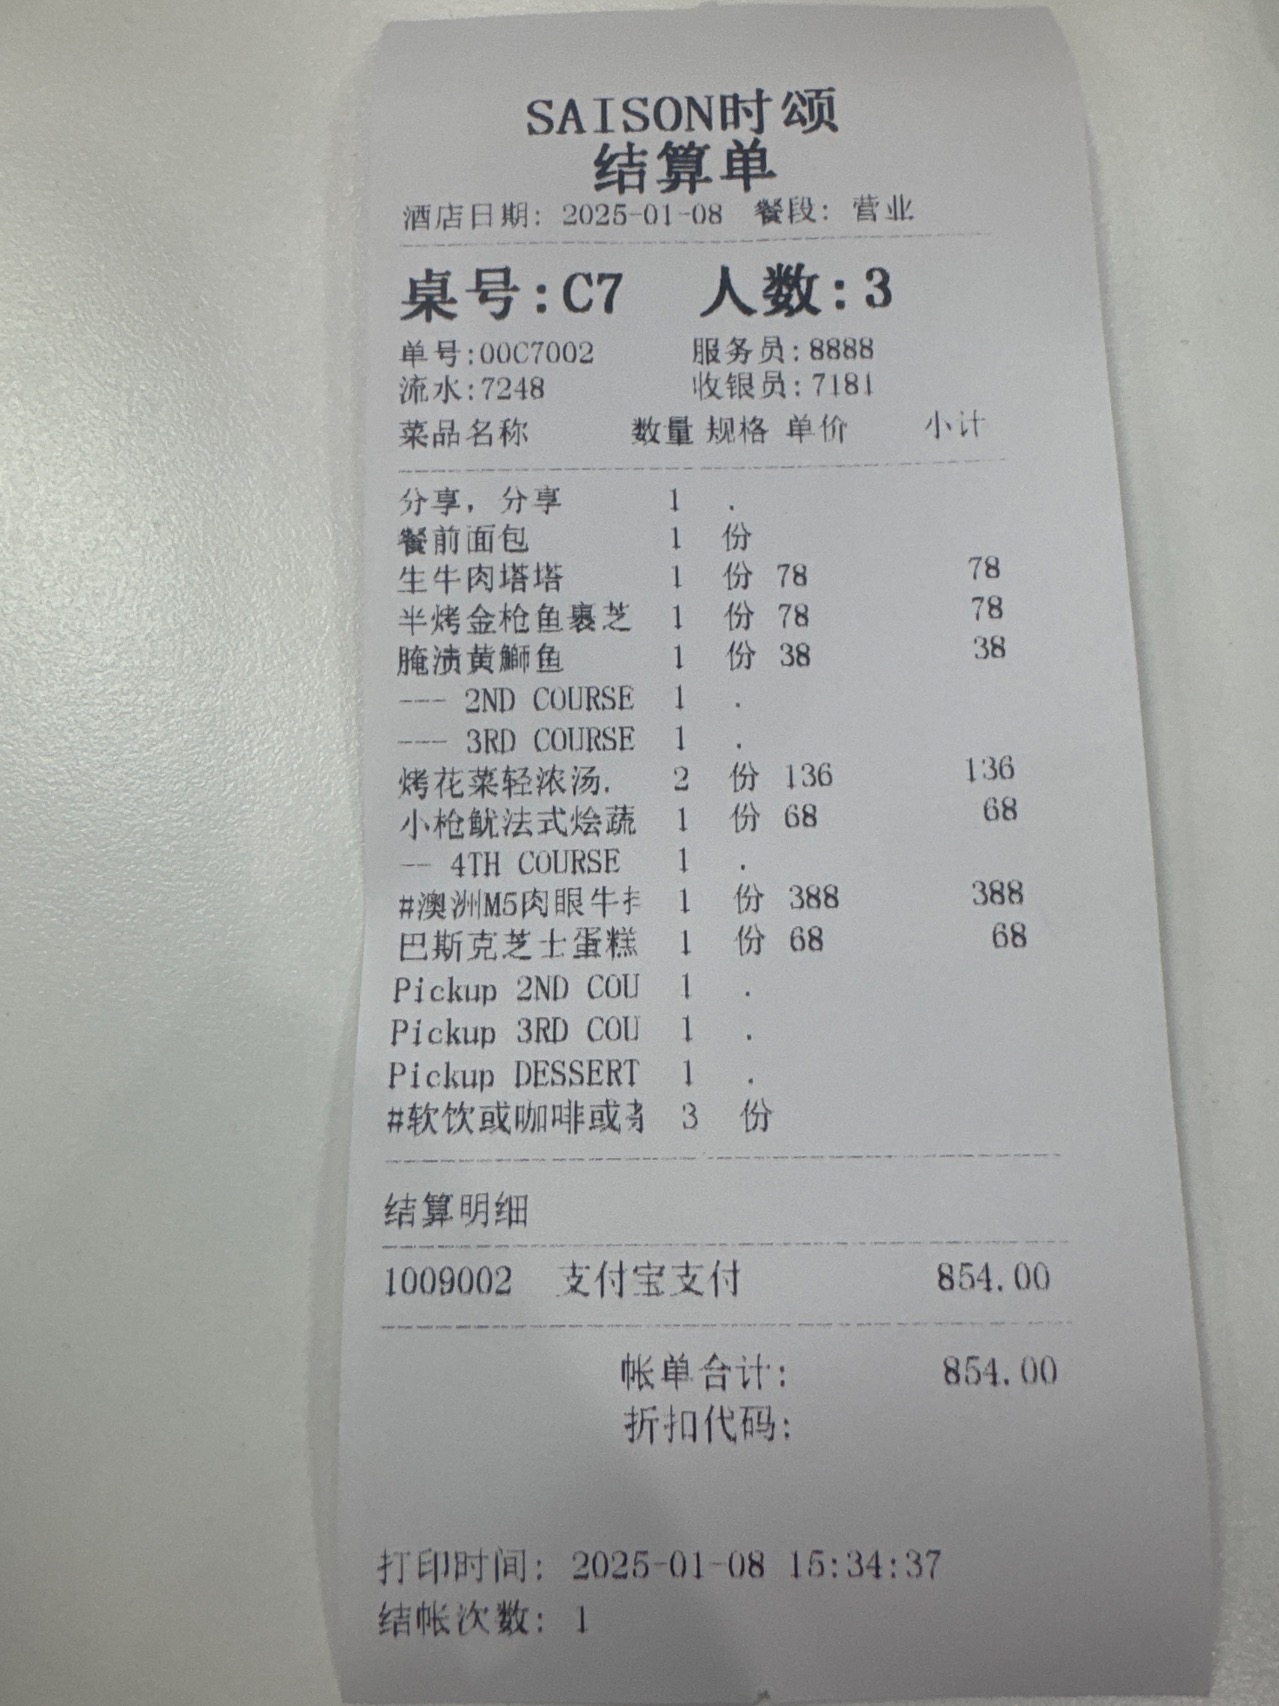 SAISON时颂
结算单
酒店日期: 2025-01-08 餐段: 营业
桌号:C7 人数:3
单号:00C7002 服务员:8888
流水:7248 收银员:7181
菜品名称 数量 规格 单价 小计
分享, 分享 1 .
餐前面包 1 份
生牛肉塔塔 1 份 78 78
半烤金枪鱼裹芝 1 份 78 78
腌渍黄鰤鱼 1 份 38 38
--- 2ND COURSE 1 .
--- 3RD COURSE 1 .
烤花菜轻浓汤. 2 份 136 136
小枪鱿法式烩蔬 1 份 68 68
-- 4TH COURSE 1 .
#澳洲M5肉眼牛 1 份 388 388
巴斯克芝士蛋糕 1 份 68 68
Pickup 2ND COU 1 .
Pickup 3RD COU 1 .
Pickup DESSERT 1 .
#软饮或咖啡或 3 份
结算明细
1009002 支付宝支付 854.00
帐单合计: 854.00
折扣代码:
打印时间: 2025-01-08 15:34:37
结帐次数: 1